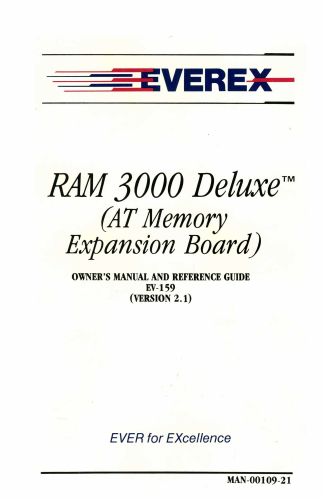 EVEREX
RAM 3000 Deluxe™
(AT Memory
Expansion Board)
OWNER'S MANUAL AND REFERENCE GUIDE
EV-159
(VERSION 2.1)
EVER for EXcellence
MAN-00109-21